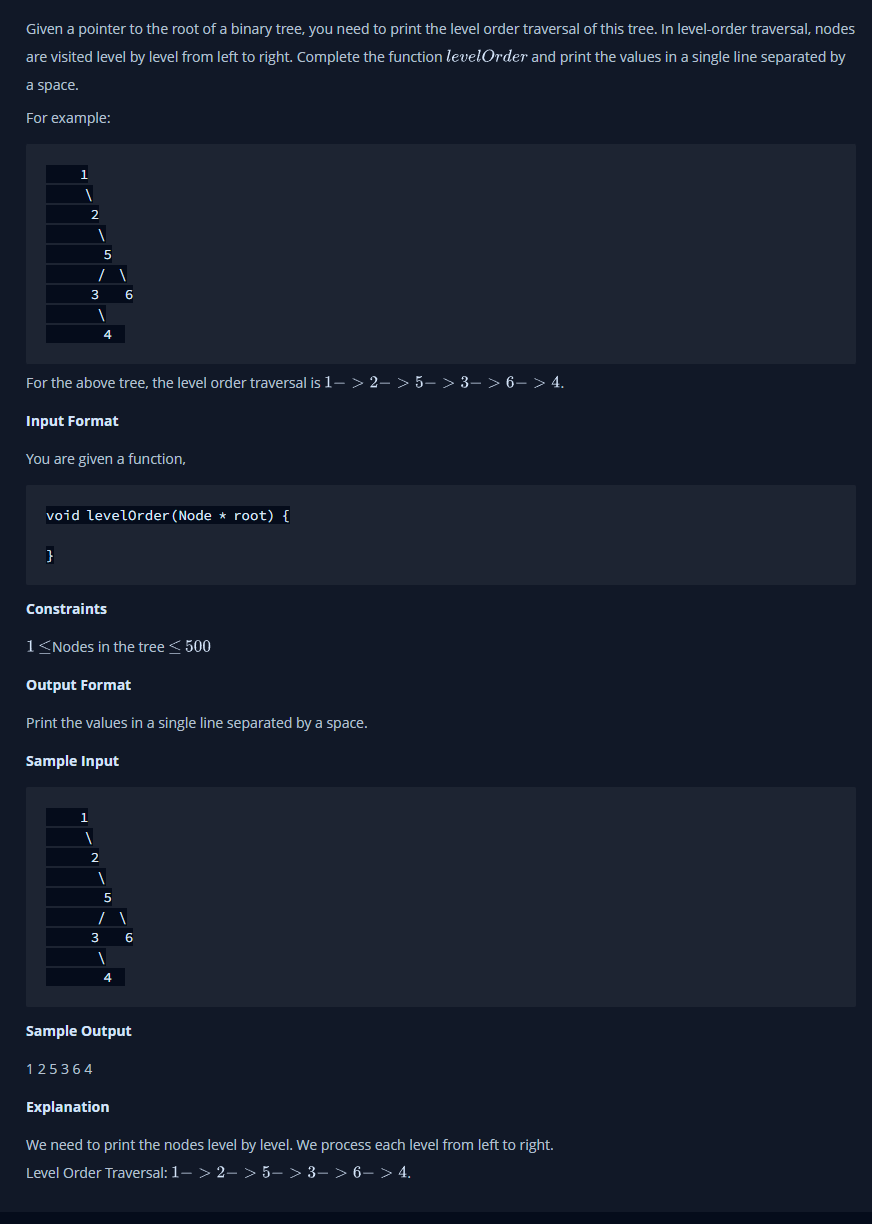 Given a pointer to the root of a binary tree, you need to print the level order traversal of this tree. In level-order traversal, nodes
are visited level by level from left to right. Complete the function levelOrder and print the values in a single line separated by
a space.
For example:
1
\
2
\
5
/ \
3 6
\
4
For the above tree, the level order traversal is 1− > 2− > 5− > 3− > 6− > 4.
Input Format
You are given a function,
void levelOrder(Node * root) {
}
Constraints
1 ≤Nodes in the tree ≤ 500
Output Format
Print the values in a single line separated by a space.
Sample Input
1
\
2
\
5
/ \
3 6
\
4
Sample Output
1 2 5 3 6 4
Explanation
We need to print the nodes level by level. We process each level from left to right.
Level Order Traversal: 1− > 2− > 5− > 3− > 6− > 4.